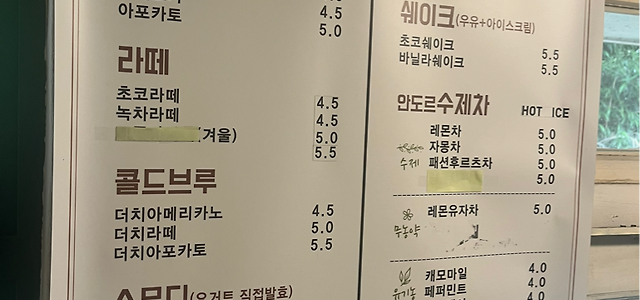 아포카토 4.5
5.0
라떼
초코라떼 4.5
녹차라떼 4.5
(겨울) 5.0
5.5
콜드브루
더치아메리카노 4.5
더치라떼 5.0
더치아포카토 5.5
스무디(요거트 직접발효)
쉐이크(우유+아이스크림)
초코쉐이크 5.5
바닐라쉐이크 5.5
안도르수제차 HOT ICE
레몬차 5.0
자몽차 5.0
수제 패션후르츠차 5.0
5.0
레몬유자차 5.0
무농약
캐모마일 4.0
유기농 페퍼민트 4.0